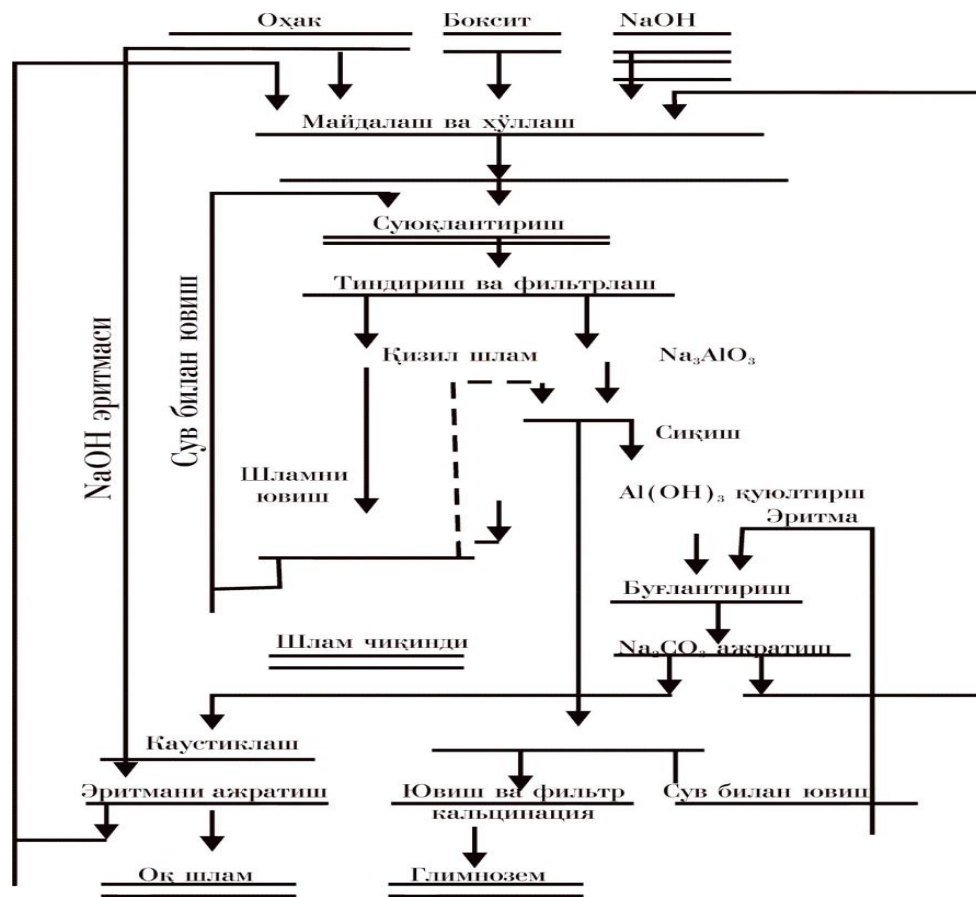 Оҳак
Боксит
NaOH
Майдалаш ва ҳўллаш
Суюқлантириш
Тиндириш ва фильтрлаш
Қизил шлам
Na₃AlO₃
NaOH эритмаси
Сув билан ювиш
Сиқиш
Шламни
ювиш
Al(OH)₃ қуюлтирш
Эритма
Буғлантириш
Шлам чиқинди
Na₂CO₃ ажратиш
Каустиклаш
Эритмани ажратиш
Ювиш ва фильтр
кальцинация
Сув билан ювиш
Оқ шлам
Глимнозем